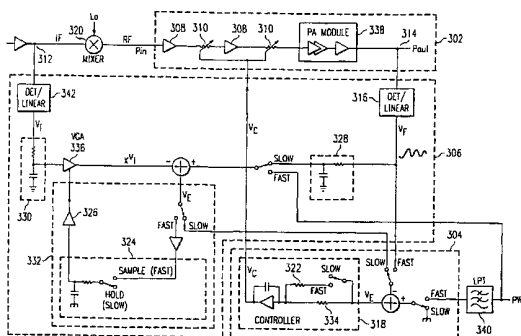 Lo
320
IF
RF
Pin
MIXER
312
308
310
308
310
PA MODULE
338
314
Pout
302
DET/
LINEAR
342
DET/
LINEAR
316
VI
VC
VF
VGA
336
XVI
- +
SLOW
FAST
328
306
330
326
VE
FAST
SLOW
332
324
SAMPLE (FAST)
HOLD
(SLOW)
304
SLOW
FAST
322
SLOW
FAST
VC
334
VE
- +
FAST
SLOW
LPT
340
CONTROLLER
318